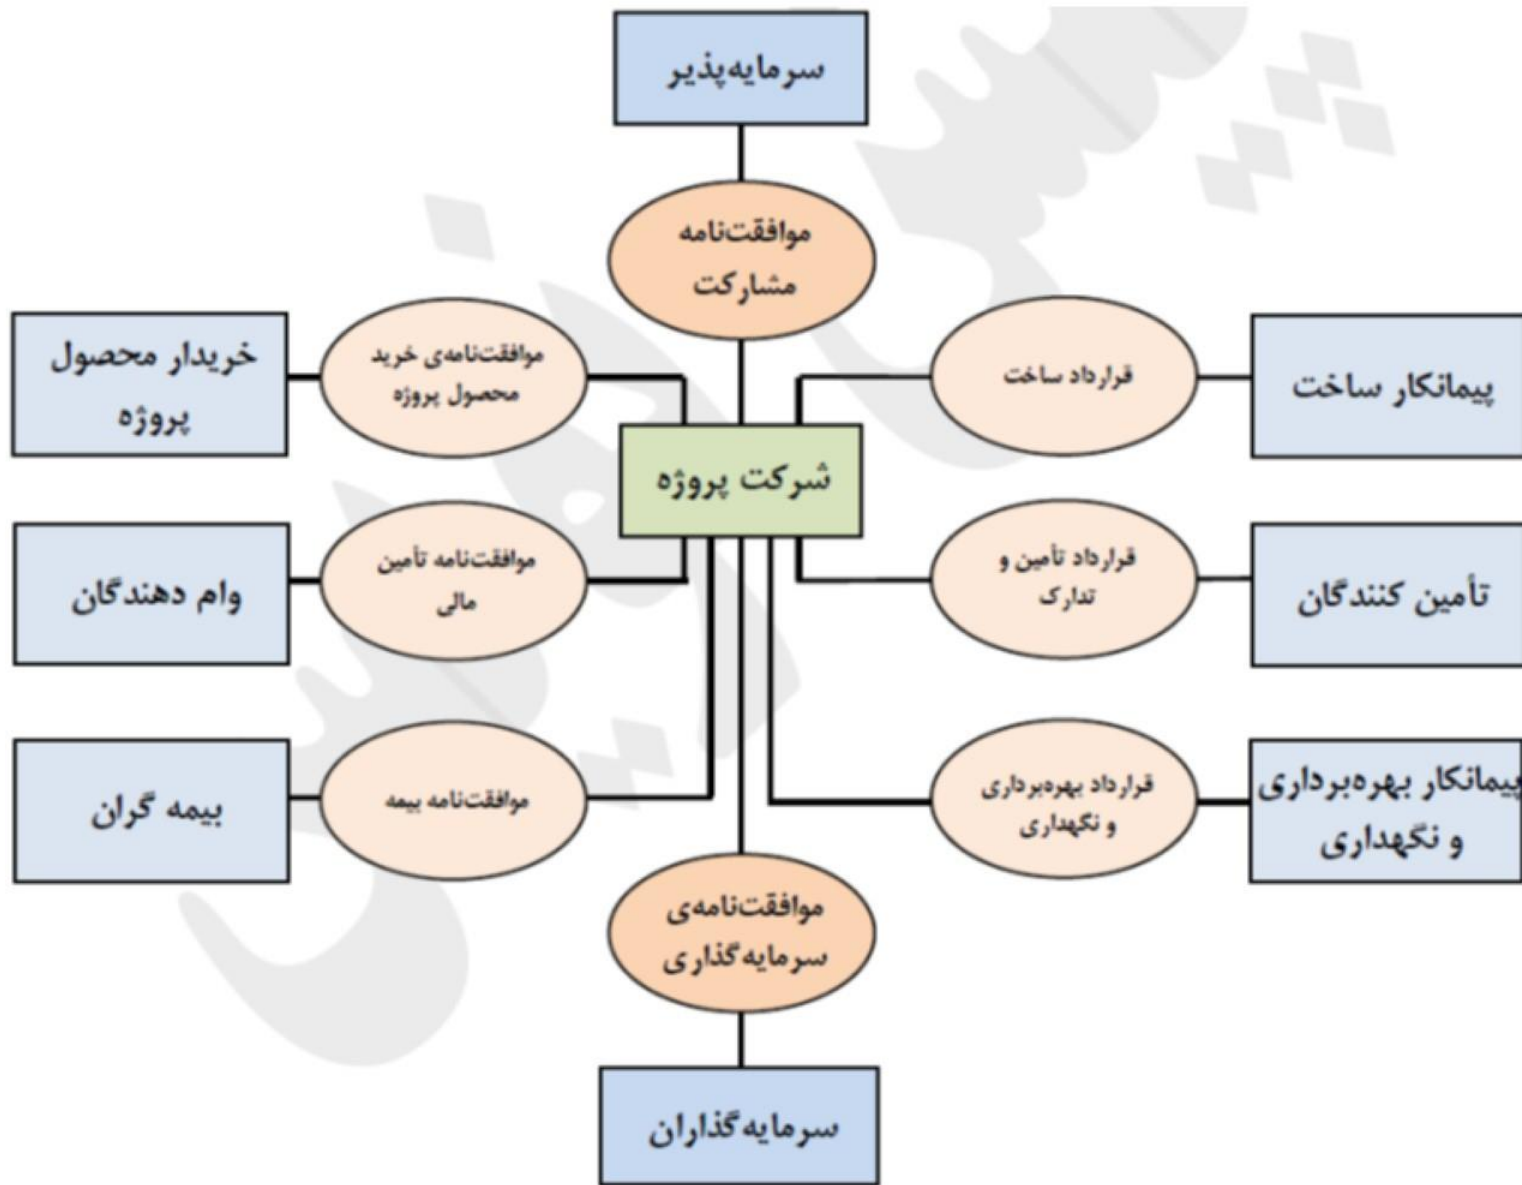 سرمایه‌پذیر
موافقت‌نامه
مشارکت
پیمانکار ساخت
قرارداد ساخت
موافقت‌نامه‌ی خرید
محصول پروژه
خریدار محصول
پروژه
شرکت پروژه
تأمین کنندگان
قرارداد تأمین و
تدارک
موافقت‌نامه تأمین
مالی
وام دهندگان
پیمانکار بهره‌برداری
و نگهداری
قرارداد بهره‌برداری
و نگهداری
موافقت‌نامه بیمه
بیمه گران
موافقت‌نامه‌ی
سرمایه‌گذاری
سرمایه‌گذاران